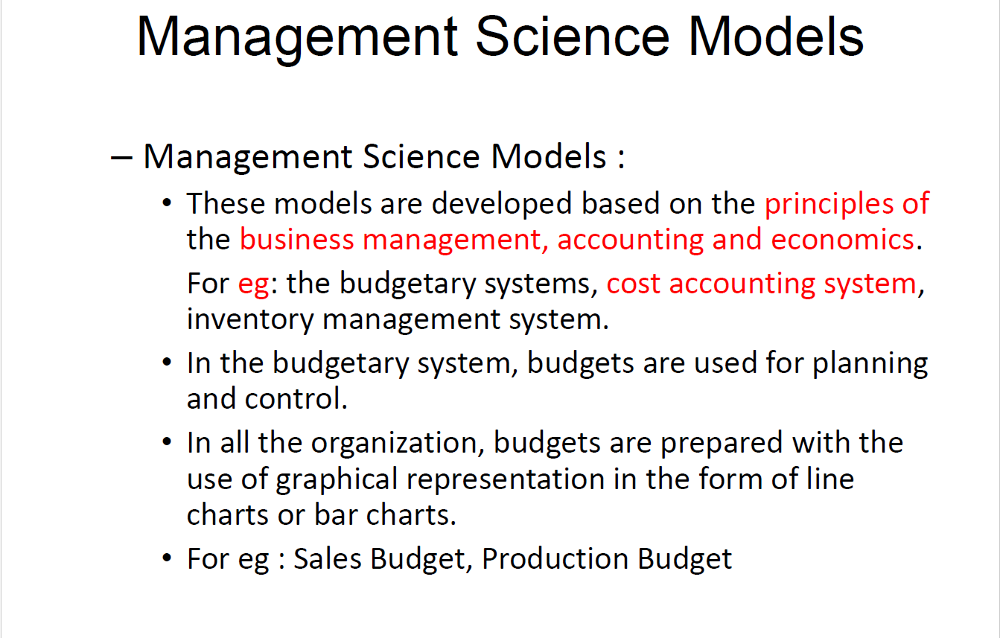 Management Science Models
– Management Science Models :
• These models are developed based on the principles of
the business management, accounting and economics.
For eg: the budgetary systems, cost accounting system,
inventory management system.
• In the budgetary system, budgets are used for planning
and control.
• In all the organization, budgets are prepared with the
use of graphical representation in the form of line
charts or bar charts.
• For eg : Sales Budget, Production Budget